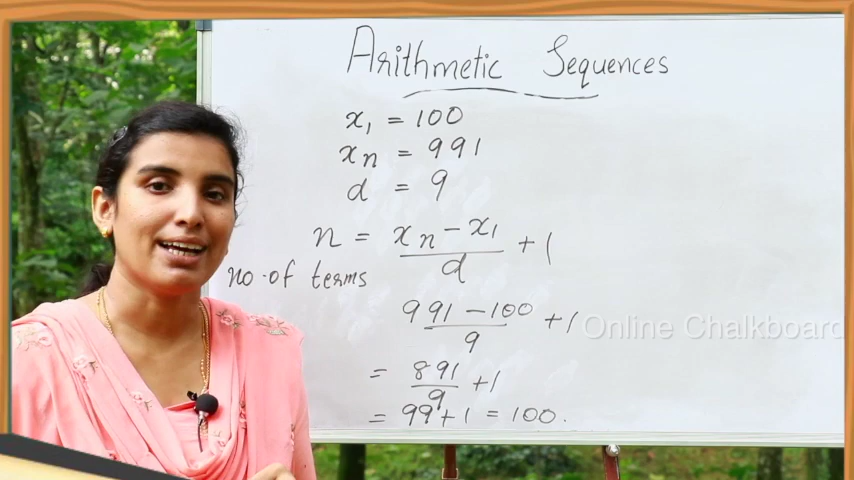 Arithmetic Sequences
x₁ = 100
xn = 991
d = 9
n = xn - x₁ / d + 1
no. of terms
991 - 100 / 9 + 1
Online Chalkboard
= 891 / 9 + 1
= 99 + 1 = 100.